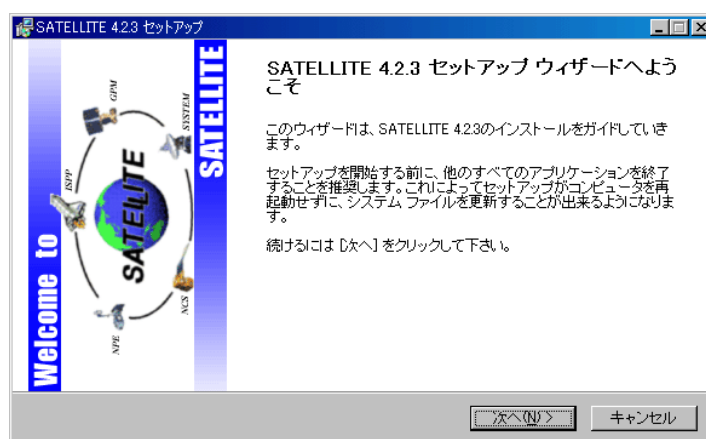 SATELLITE 4.2.3 セットアップ
Welcome to
SATELLITE
GPM
SYSTEM
ISPP
SATELLITE
NCS
NPE
SATELLITE 4.2.3 セットアップ ウィザードへよう
こそ
このウィザードは、SATELLITE 4.2.3のインストールをガイドしていき
ます。
セットアップを開始する前に、他のすべてのアプリケーションを終了
することを推奨します。これによってセットアップがコンピュータを再
起動せずに、システム ファイルを更新することが出来るようになりま
す。
続けるには [次へ] をクリックして下さい。
次へ(N) >
キャンセル